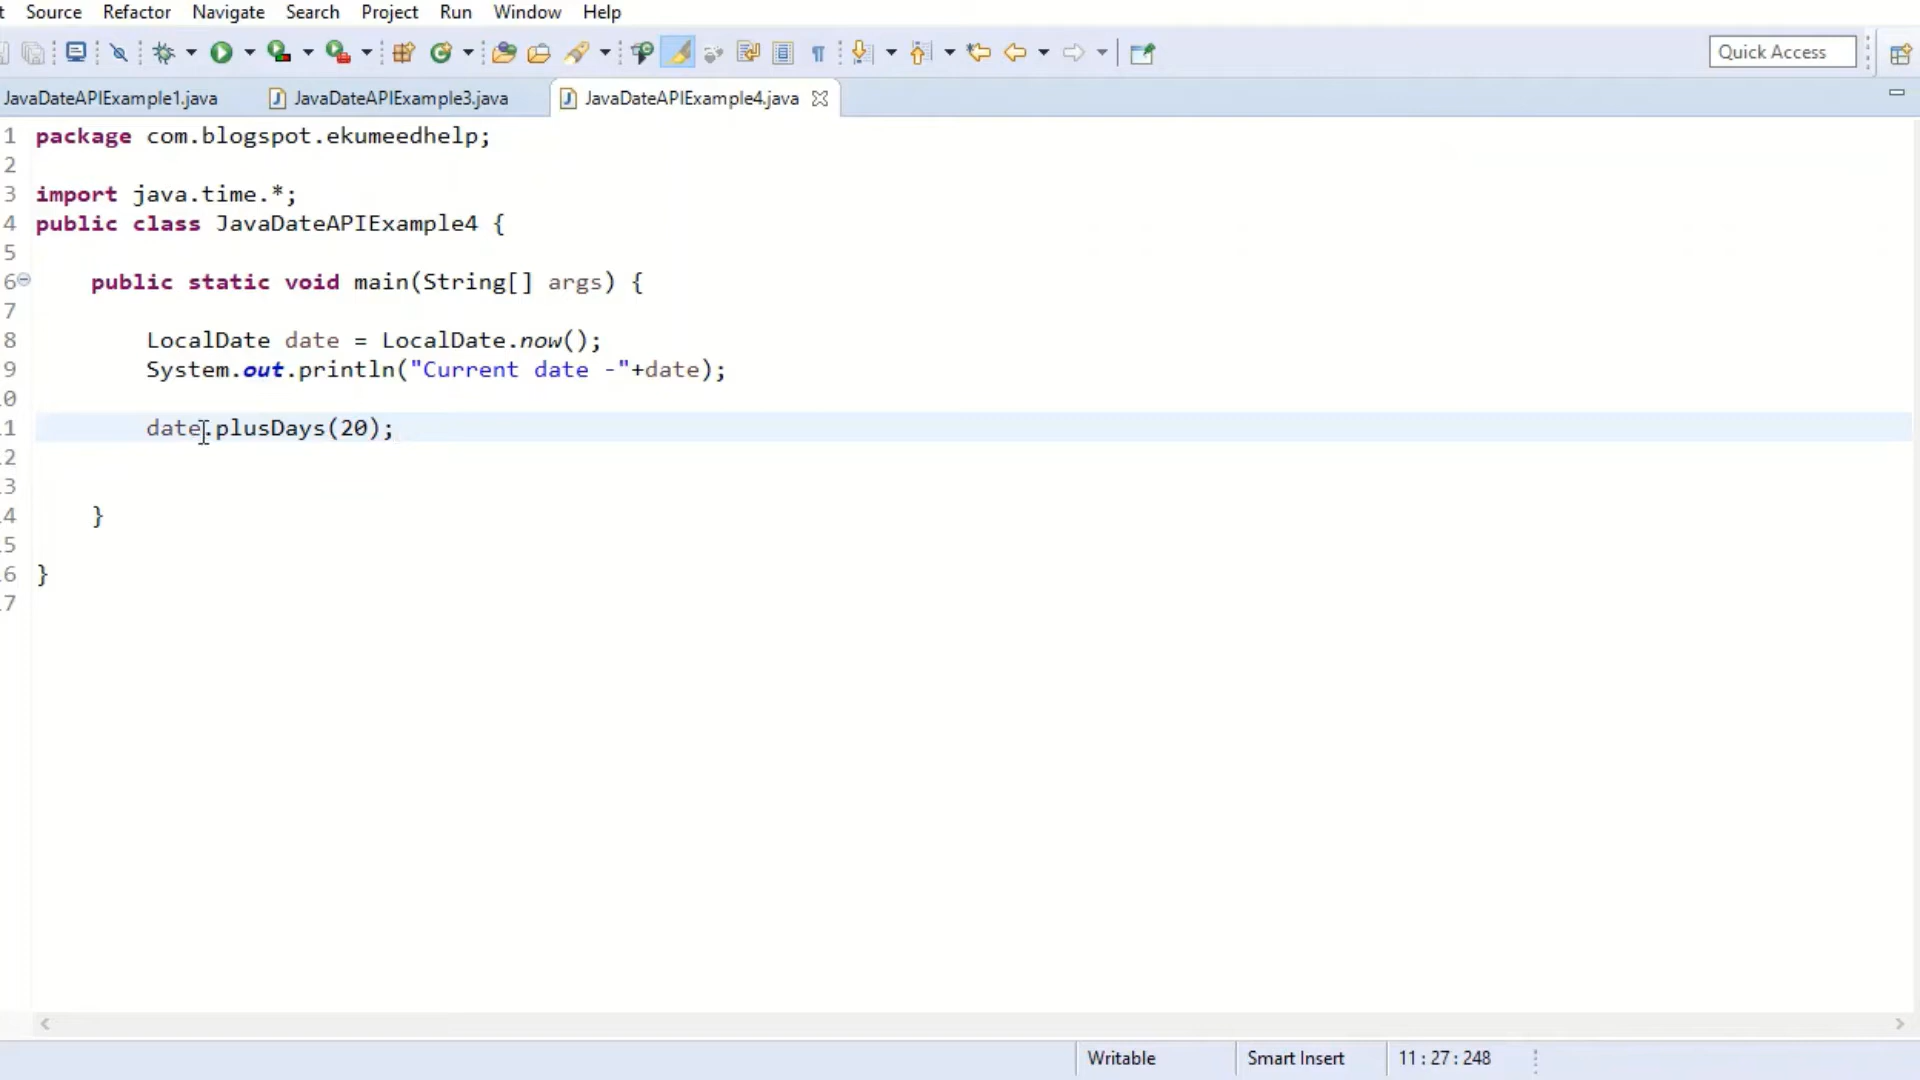 t Source Refactor Navigate Search Project Run Window Help
Quick Access
JavaDateAPIExample1.java JavaDateAPIExample3.java JavaDateAPIExample4.java
1 package com.blogspot.ekumeedhelp;
2
3 import java.time.*;
4 public class JavaDateAPIExample4 {
5
6 public static void main(String[] args) {
7
8 LocalDate date = LocalDate.now();
9 System.out.println("Current date -"+date);
0
1 date.plusDays(20);
2
3
4 }
5
6 }
7
Writable Smart Insert 11 : 27 : 248